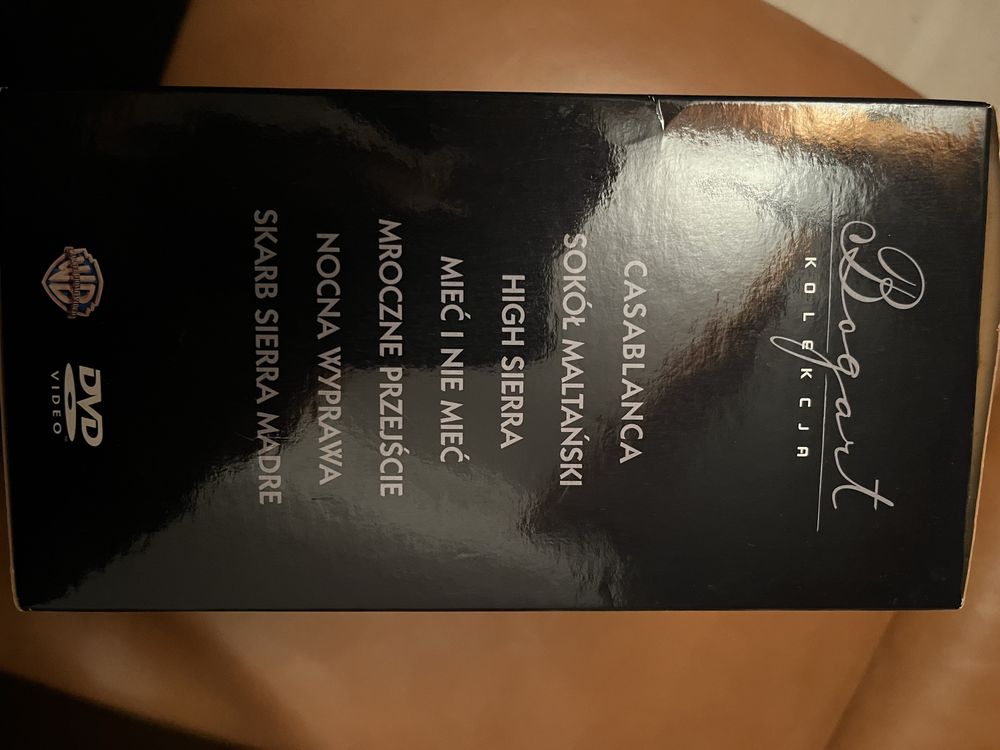 Bogart
KOLEKCJA
CASABLANCA
SOKÓŁ MALTAŃSKI
HIGH SIERRA
MIEĆ I NIE MIEĆ
MROCZNE PRZEJŚCIE
NOCNA WYPRAWA
SKARB SIERRA MADRE
WB
DVD
VIDEO